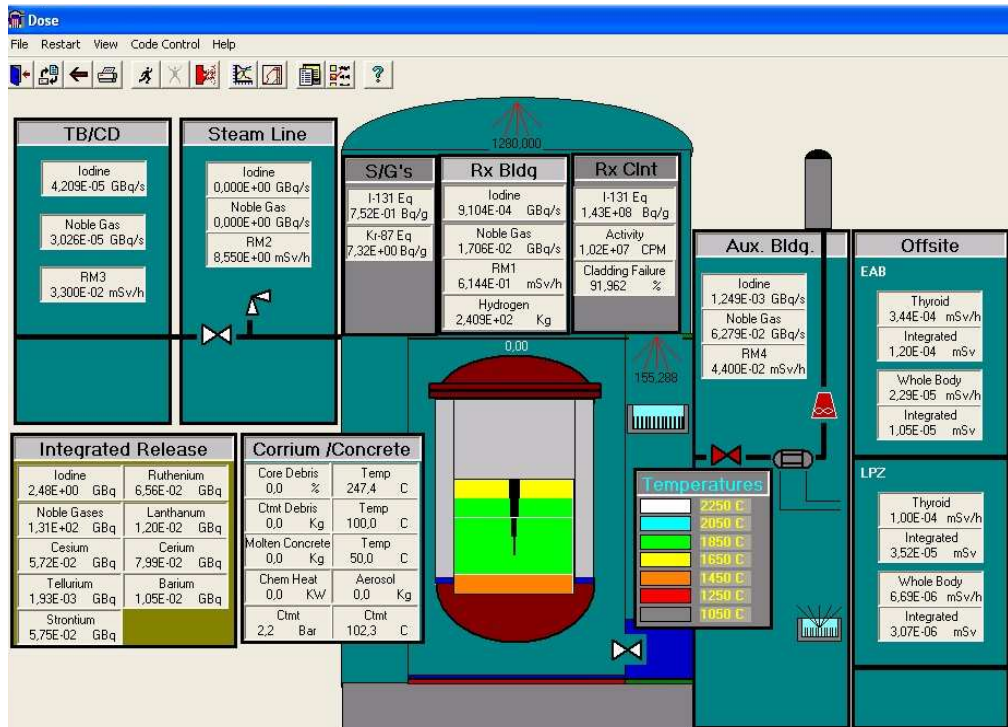 Dose
File Restart View Code Control Help
1280,000
TB/CD
Iodine
4,209E-05 GBq/s
Noble Gas
3,026E-05 GBq/s
RM3
3,300E-02 mSv/h
Steam Line
Iodine
0,000E+00 GBq/s
Noble Gas
0,000E+00 GBq/s
RM2
8,550E+00 mSv/h
S/G's
I-131 Eq
7,52E-01 Bq/g
Kr-87 Eq
7,32E+00 Bq/g
Rx Bldg
Iodine
9,104E-04 GBq/s
Noble Gas
1,706E-02 GBq/s
RM1
6,144E-01 mSv/h
Hydrogen
2,409E+02 Kg
Rx Clnt
I-131 Eq
1,43E+08 Bq/g
Activity
1,02E+07 CPM
Cladding Failure
91,962 %
0,00
155,288
Aux. Bldg.
Iodine
1,249E-03 GBq/s
Noble Gas
6,279E-02 GBq/s
RM4
4,400E-02 mSv/h
Offsite
EAB
Thyroid
3,44E-04 mSv/h
Integrated
1,20E-04 mSv
Whole Body
2,29E-05 mSv/h
Integrated
1,05E-05 mSv
LPZ
Thyroid
1,00E-04 mSv/h
Integrated
3,52E-05 mSv
Whole Body
6,69E-06 mSv/h
Integrated
3,07E-06 mSv
Integrated Release
Iodine
2,48E+00 GBq
Ruthenium
6,56E-02 GBq
Noble Gases
1,31E+02 GBq
Lanthanum
1,20E-02 GBq
Cesium
5,72E-02 GBq
Cerium
7,99E-02 GBq
Tellurium
1,93E-03 GBq
Barium
1,05E-02 GBq
Strontium
5,75E-02 GBq
Corrium /Concrete
Core Debris
0,0 %
Temp
247,4 C
Ctmt Debris
0,0 Kg
Temp
100,0 C
Molten Concrete
0,0 Kg
Temp
50,0 C
Chem Heat
0,0 KW
Aerosol
0,0 Kg
Ctmt
2,2 Bar
Ctmt
102,3 C
Temperatures
2250 C
2050 C
1850 C
1650 C
1450 C
1250 C
1050 C